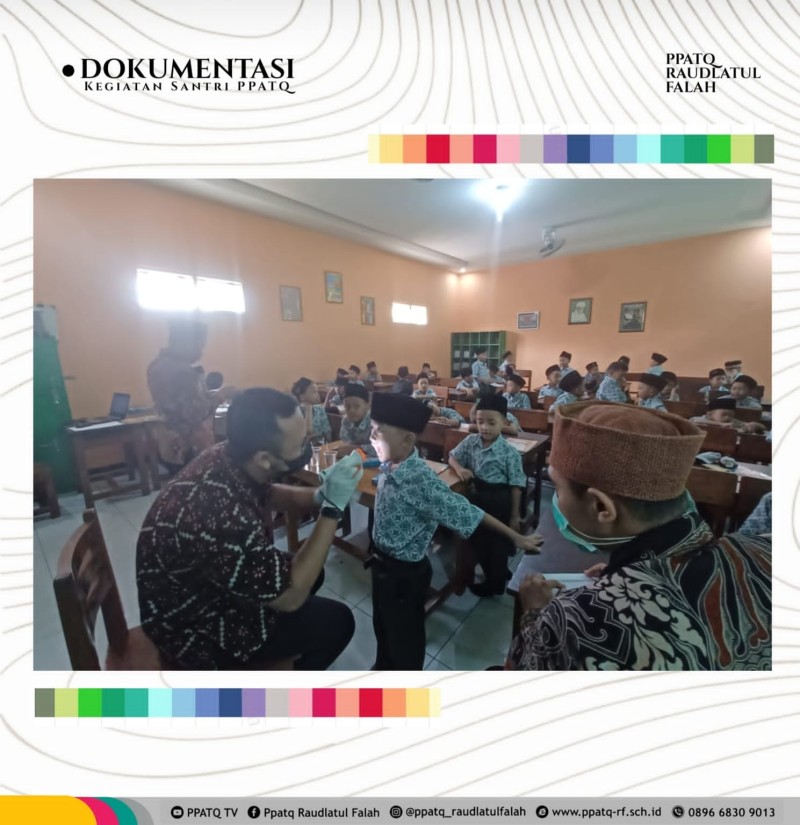 • DOKUMENTASI
KEGIATAN SANTRI PPATQ
PPATQ
RAUDLATUL
FALAH
PPATQ TV Ppatq Raudlatul Falah @ppatq_raudlatulfalah www.ppatq-rf.sch.id 0896 6830 9013